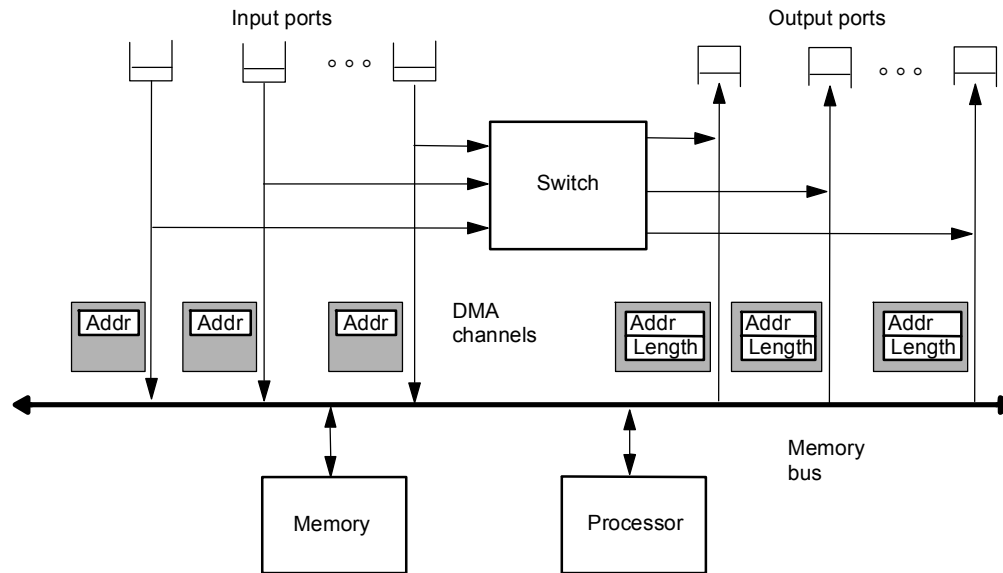 Input ports
Output ports
Switch
DMA
channels
Addr
Addr
Addr
Addr
Length
Addr
Length
Addr
Length
Memory
bus
Memory
Processor